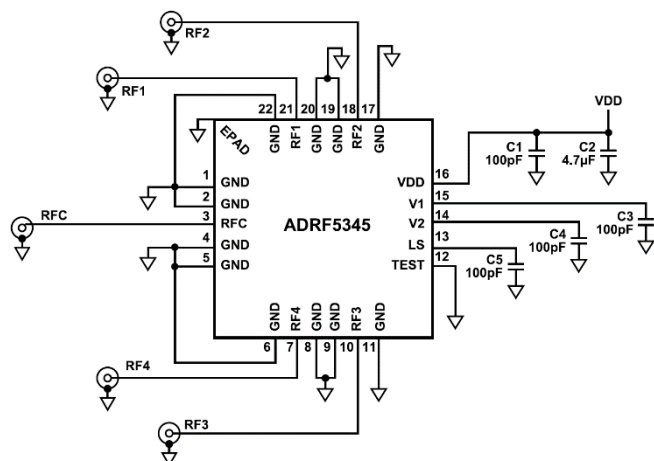 RF2
RF1
22 21 20 19 18 17
GND RF1 GND GND RF2 GND
EPAD
VDD
C1
100pF
C2
4.7µF
1 GND
VDD 16
2 GND
V1 15
3 RFC
RFC
ADRF5345
V2 14
C3
100pF
4 GND
LS 13
C4
100pF
5 GND
TEST 12
C5
100pF
GND RF4 GND GND RF3 GND
6 7 8 9 10 11
RF4
RF3